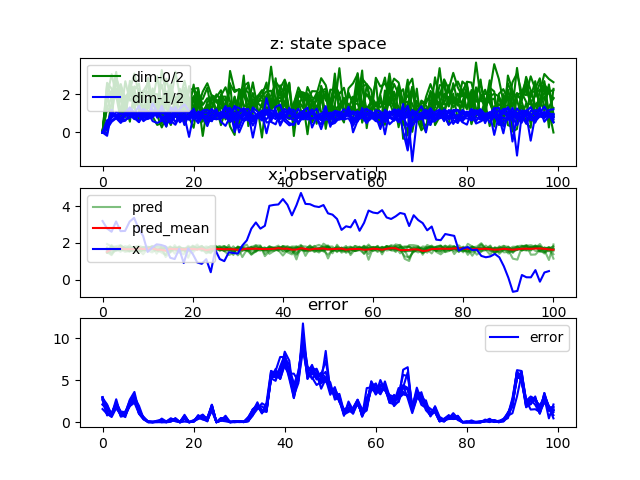 z: state space
dim-0/2
dim-1/2
2
0
0 20 40 60 80 100
x: observation
pred
pred_mean
x
4
2
0
0 20 40 60 80 100
error
error
10
5
0
0 20 40 60 80 100